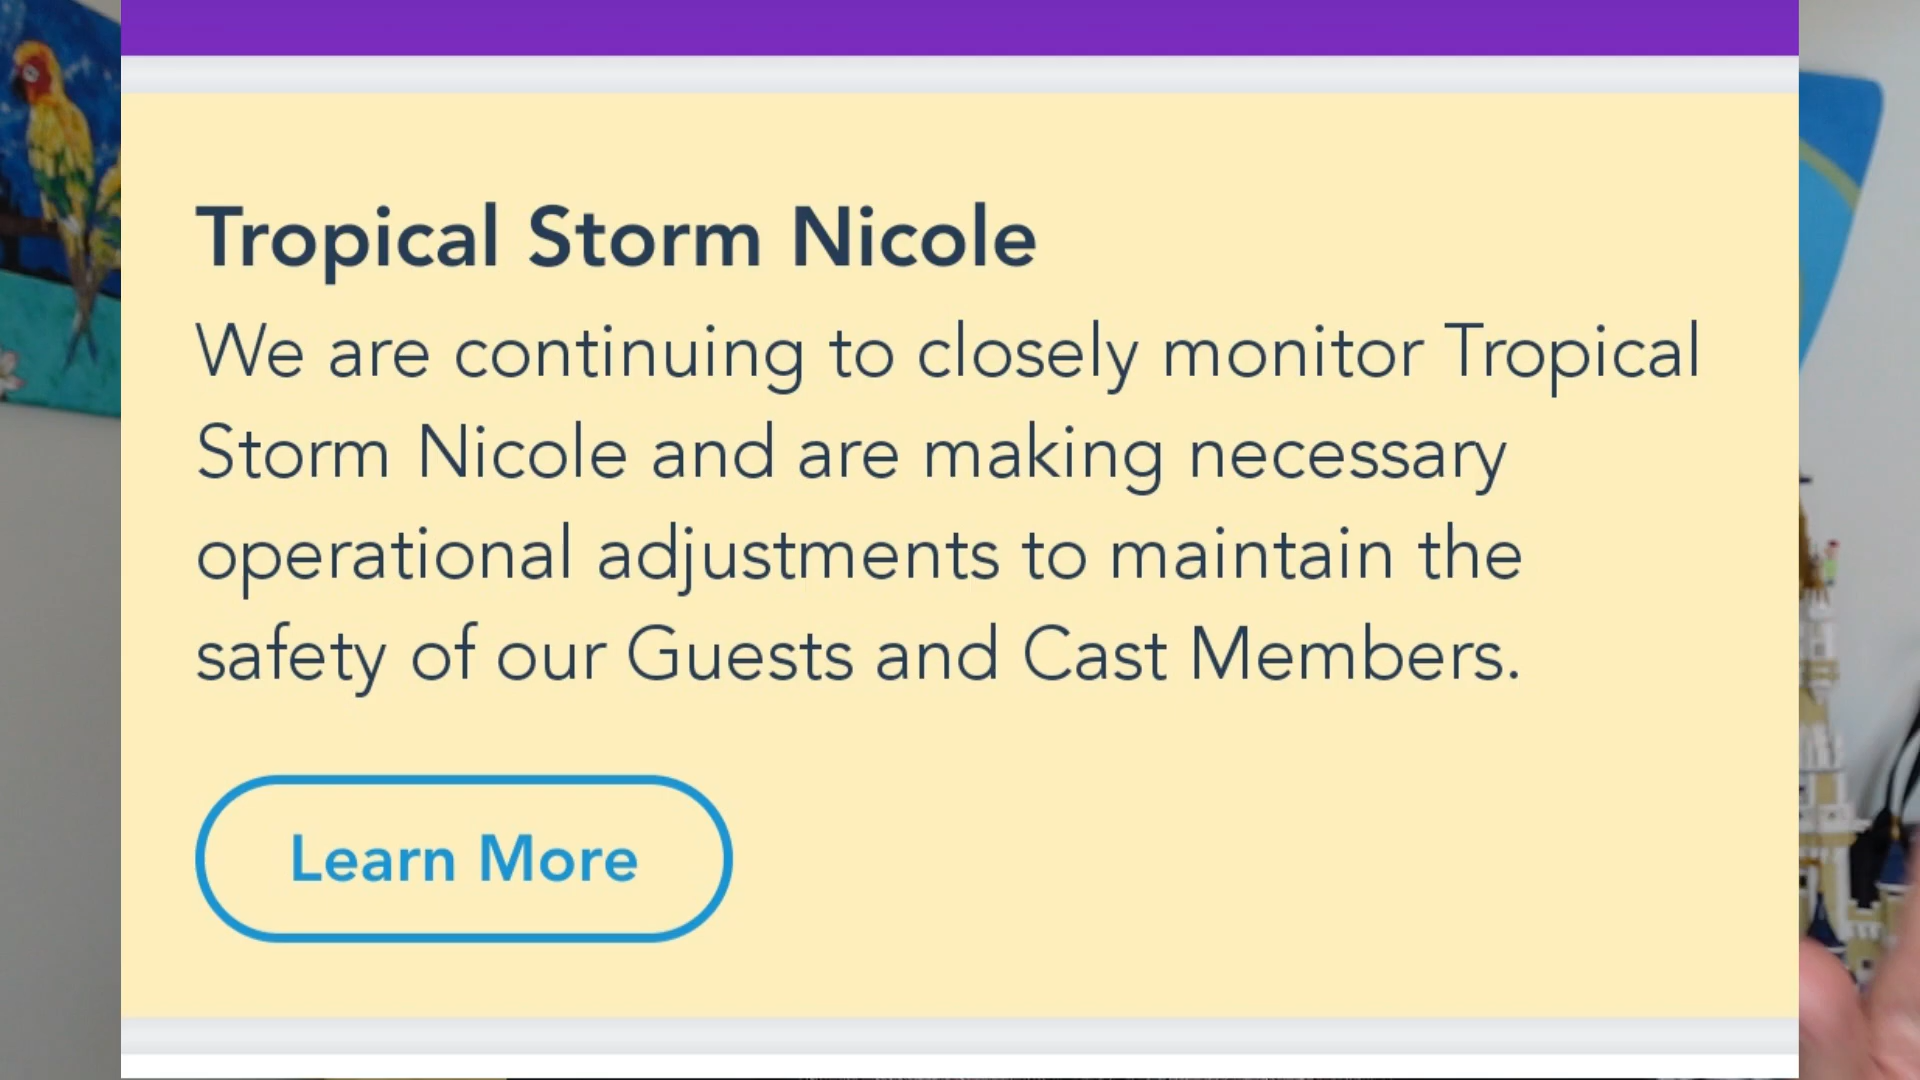 Tropical Storm Nicole
We are continuing to closely monitor Tropical
Storm Nicole and are making necessary
operational adjustments to maintain the
safety of our Guests and Cast Members.
Learn More